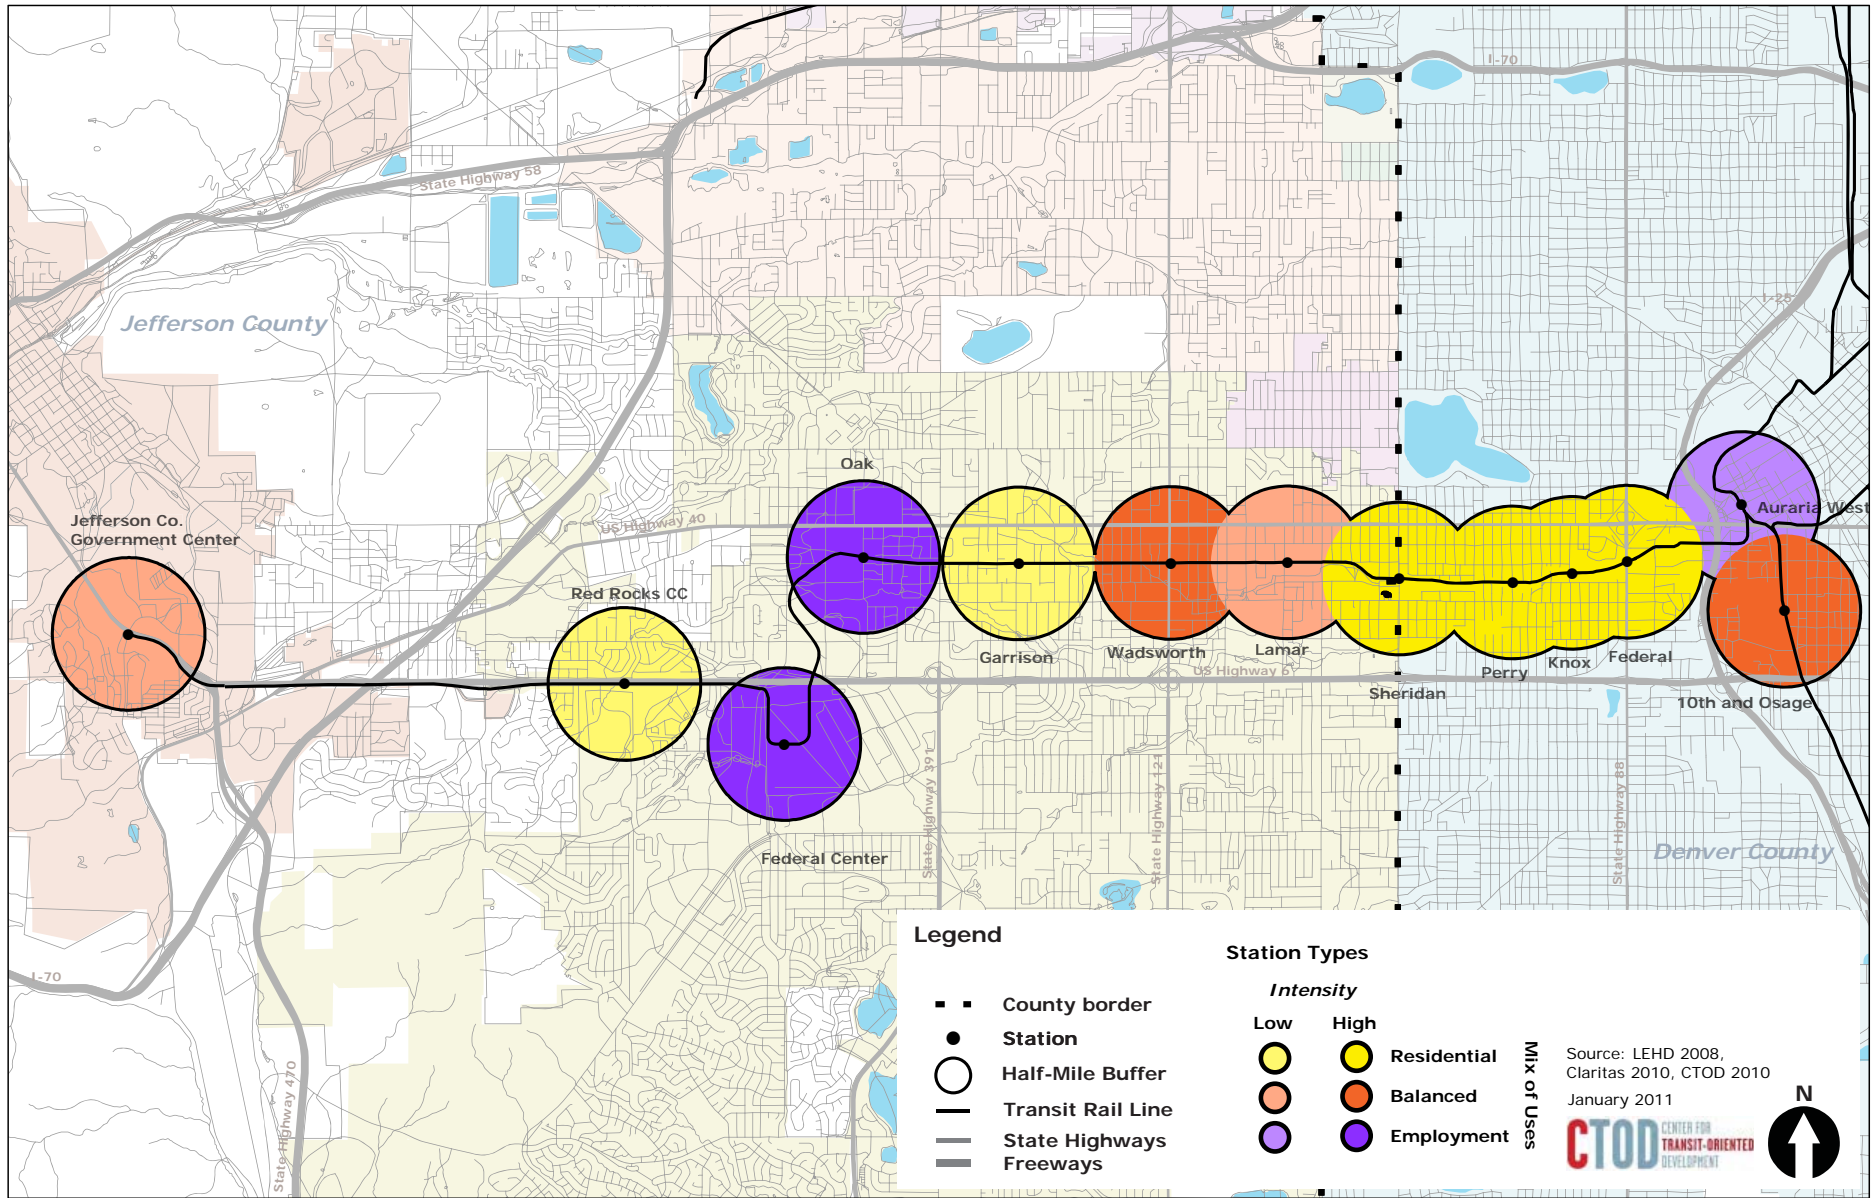 I-70
State Highway 58
I-25
Jefferson County
Oak
Auraria West
Jefferson Co.
Government Center
US Highway 40
Red Rocks CC
Garrison
Wadsworth
Lamar
Knox
Federal
Perry
US Highway 6
Sheridan
10th and Osage
State Highway 391
State Highway 121
State Highway 88
Federal Center
Denver County
I-70
State Highway 470
Legend
County border
Station
Half-Mile Buffer
Transit Rail Line
State Highways
Freeways
Station Types
Intensity
Low High
Residential
Balanced
Employment
Mix of Uses
Source: LEHD 2008,
Claritas 2010, CTOD 2010
January 2011
CTOD
CENTER FOR
TRANSIT-ORIENTED
DEVELOPMENT
N